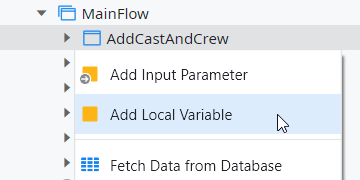 MainFlow
AddCastAndCrew
Add Input Parameter
Add Local Variable
Fetch Data from Database